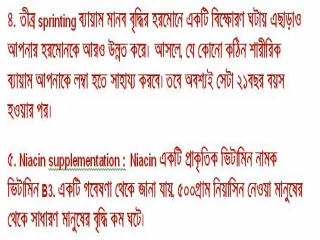 ৪. তীব্র sprinting ব্যায়াম মানব বৃদ্ধির হরমোনে একটি বিস্ফোরণ ঘটায় এছাড়াও
আপনার হরমোনকে আরও উন্নত করে। আসলে, যে কোনো কঠিন শারীরিক
ব্যায়াম আপনাকে লম্বা হতে সাহায্য করবে। তবে অবশ্যই সেটা ২১বছর বয়স
হওয়ার পর।
৫. Niacin supplementation : Niacin একটি প্রাকৃতিক ভিটামিন নামক
ভিটামিন B3. একটি গবেষণা থেকে জানা যায়, ৫০০গ্রাম নিয়াসিন নেওয়া মানুষের
থেকে সাধারণ মানুষের বৃদ্ধি কম ঘটে।